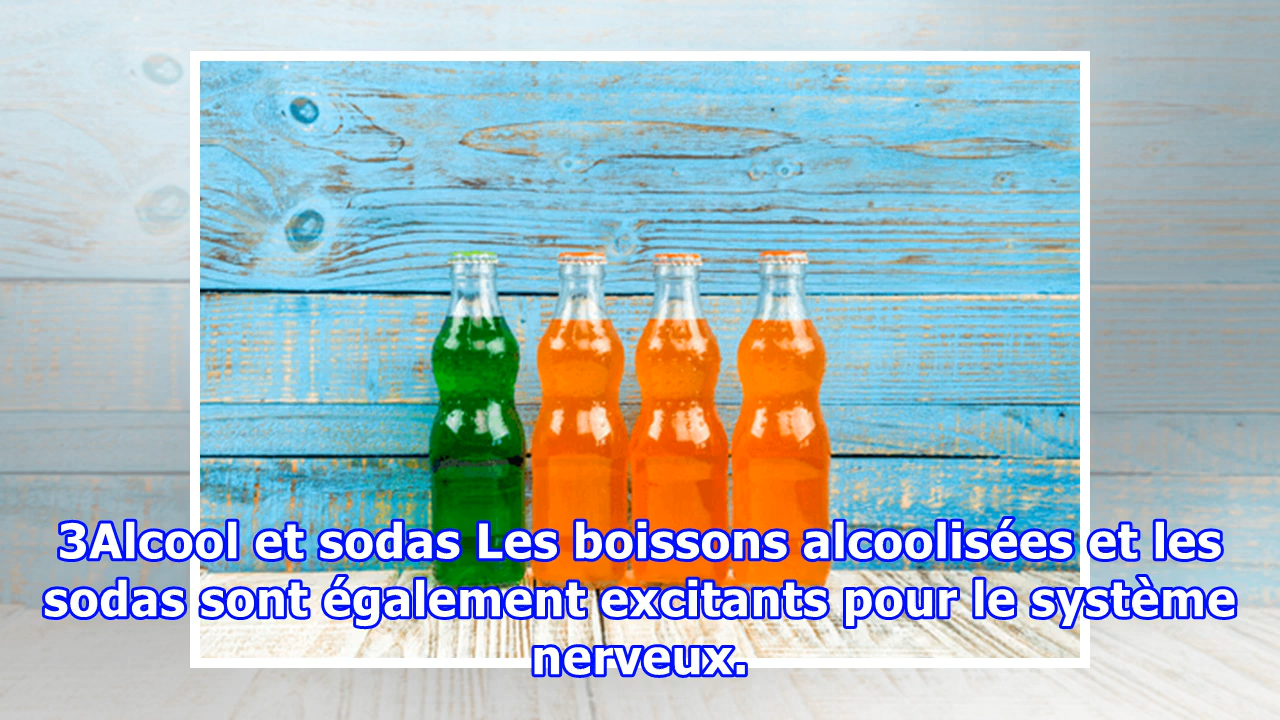 3Alcool et sodas Les boissons alcoolisées et les
sodas sont également excitants pour le système
nerveux.